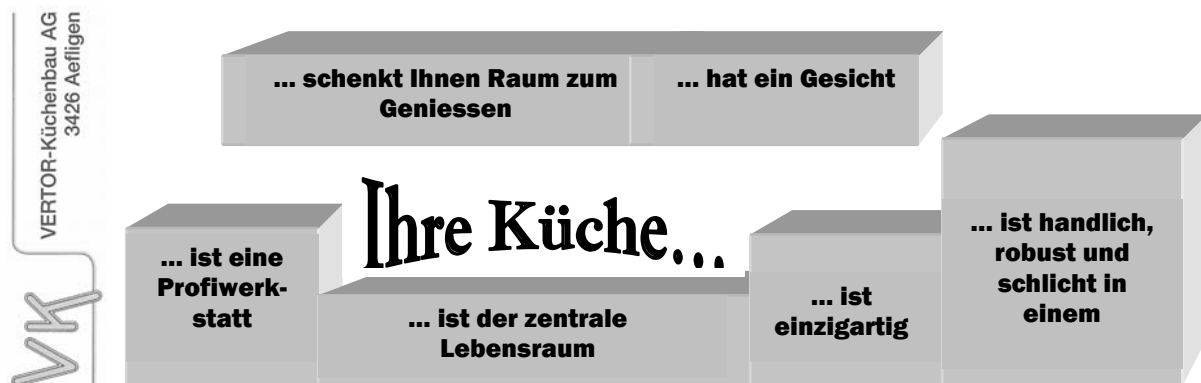 VERTOR-Küchenbau AG
3426 Aefligen
VK
... schenkt Ihnen Raum zum
Geniessen
... hat ein Gesicht
Ihre Küche...
... ist eine
Profiwerk-
statt
... ist der zentrale
Lebensraum
... ist
einzigartig
... ist handlich,
robust und
schlicht in
einem